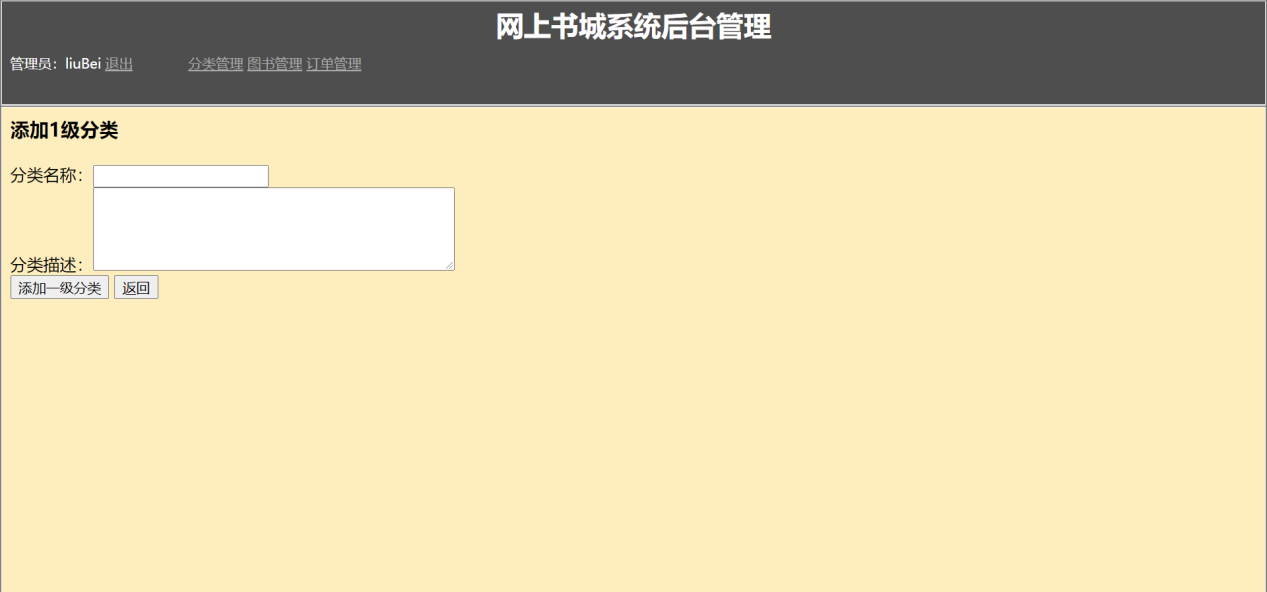 网上书城系统后台管理
管理员：liuBei 退出 分类管理 图书管理 订单管理
添加1级分类
分类名称：
分类描述：
添加一级分类 返回